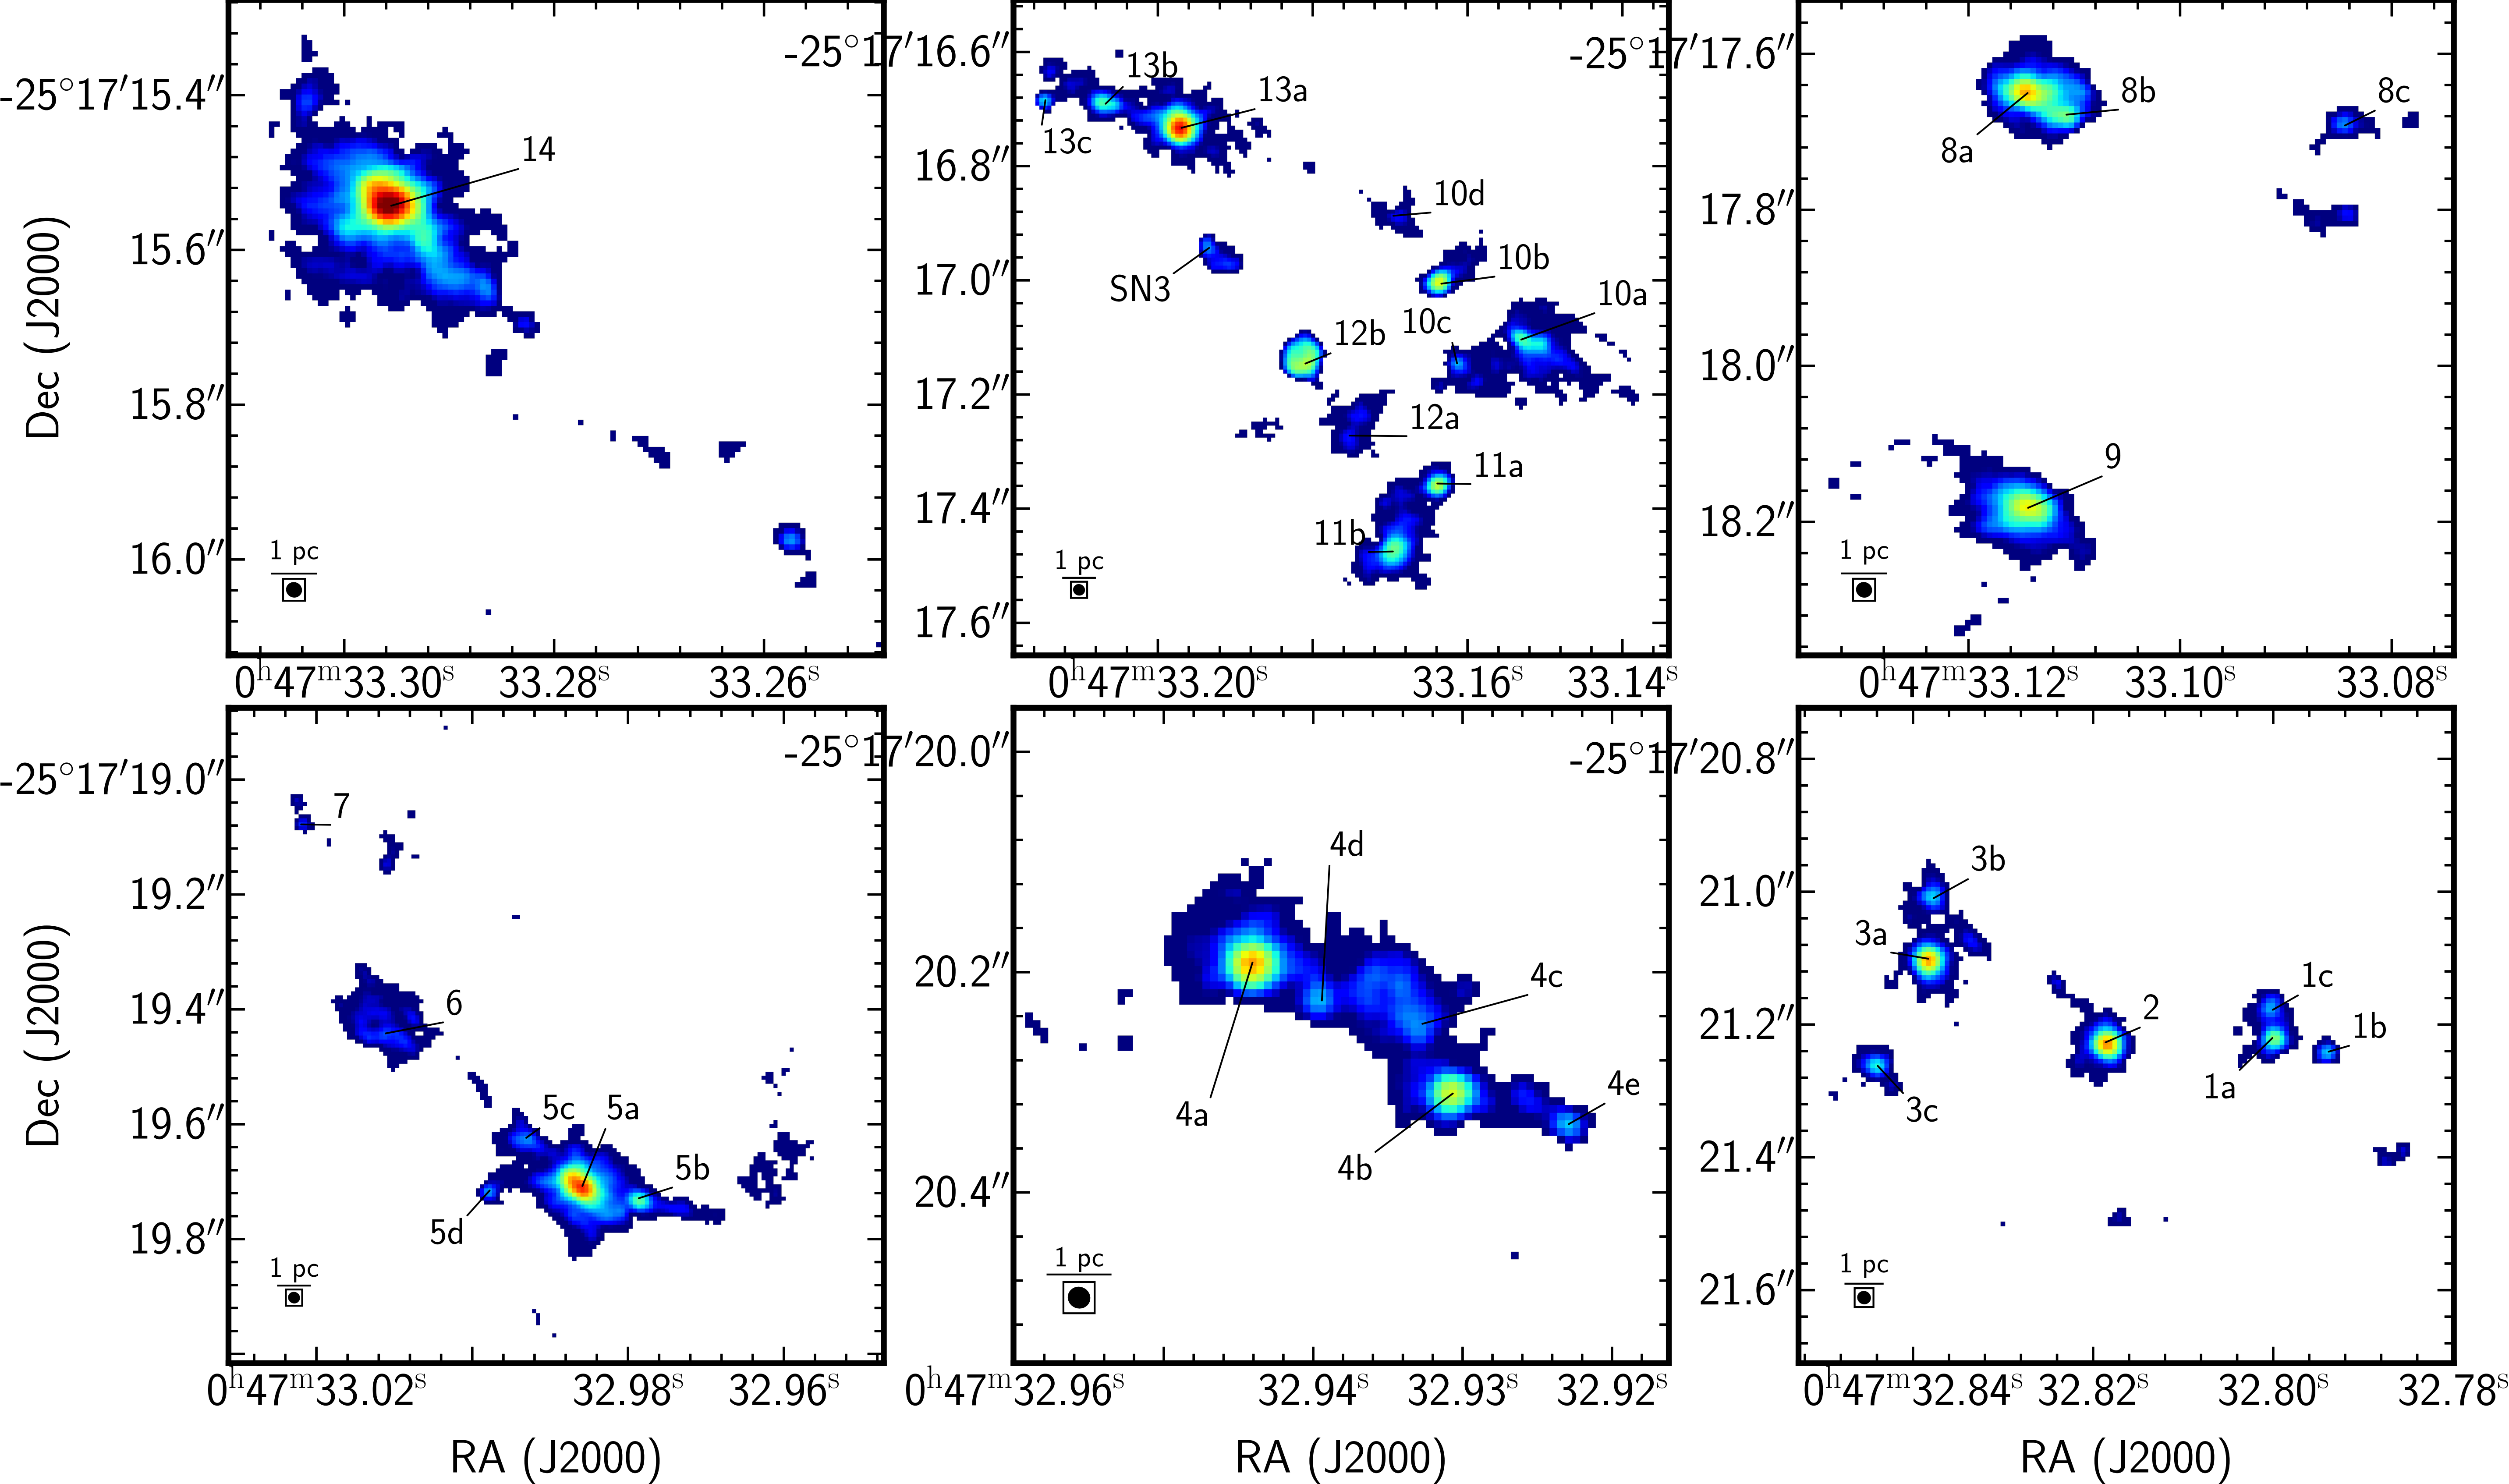 -25°17′15.4″
15.6″
15.8″
16.0″
Dec (J2000)
14
1 pc
0h47m33.30s 33.28s 33.26s
-25°17′16.6″
16.8″
17.0″
17.2″
17.4″
17.6″
13b
13a
13c
10d
SN3
10b
10a
10c
12b
12a
11a
11b
1 pc
0h47m33.20s 33.16s 33.14s
-25°17′17.6″
17.8″
18.0″
18.2″
8c
8b
8a
9
1 pc
0h47m33.12s 33.10s 33.08s
-25°17′19.0″
19.2″
19.4″
19.6″
19.8″
Dec (J2000)
7
6
5c
5a
5b
5d
1 pc
0h47m33.02s 32.98s 32.96s
RA (J2000)
-25°17′20.0″
20.2″
20.4″
4d
4c
4e
4a
4b
1 pc
0h47m32.96s 32.94s 32.93s 32.92s
RA (J2000)
-25°17′20.8″
21.0″
21.2″
21.4″
21.6″
3b
3a
1c
2
1b
1a
3c
1 pc
0h47m32.84s 32.82s 32.80s 32.78s
RA (J2000)